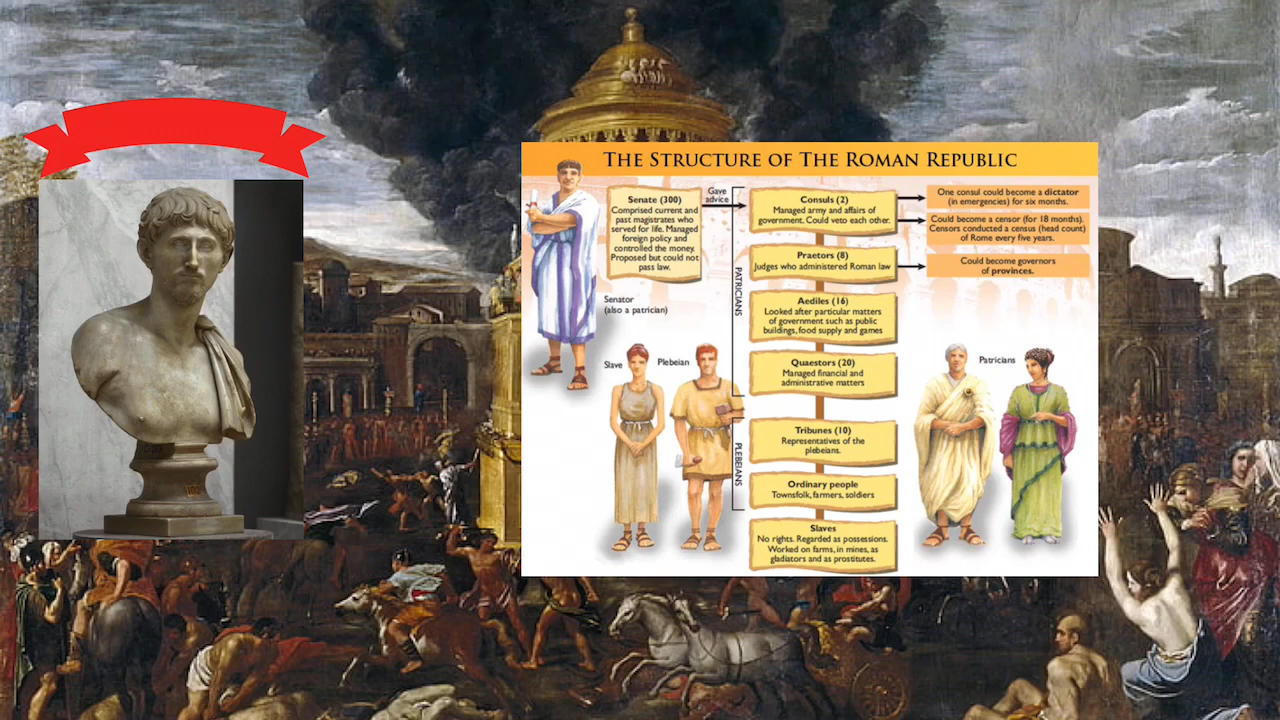 THE STRUCTURE OF THE ROMAN REPUBLIC
Senate (300)
Comprised current and
past magistrates who
served for life. Managed
foreign policy and
controlled the money.
Proposed but could not
pass law.
Gave
advice
Consuls (2)
Managed army and affairs of
government. Could veto each other.
One consul could become a dictator
(in emergencies) for six months.
Could become a censor (for 18 months).
Censors conducted a census (head count)
of Rome every five years.
Praetors (8)
Judges who administered Roman law
Could become governors
of provinces.
PATRICIANS
Aediles (16)
Looked after particular matters
of government such as public
buildings, food supply and games
Senator
(also a patrician)
Quaestors (20)
Managed financial and
administrative matters
Slave
Plebeian
Patricians
PLEBEIANS
Tribunes (10)
Representatives of the
plebeians.
Ordinary people
Townsfolk, farmers, soldiers
Slaves
No rights. Regarded as possessions.
Worked on farms, in mines, as
gladiators and as prostitutes.